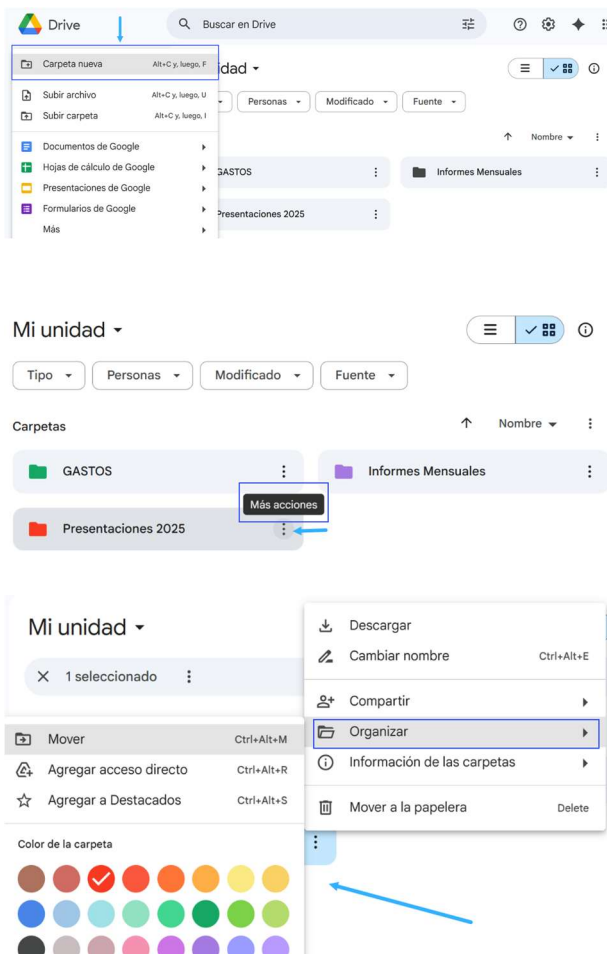 Drive
Buscar en Drive
Carpeta nueva Alt+C y, luego, F
idad
Subir archivo Alt+C y, luego, U
Personas Modificado Fuente
Subir carpeta Alt+C y, luego, I
Nombre
Documentos de Google
Hojas de cálculo de Google
GASTOS Informes Mensuales
Presentaciones de Google
Formularios de Google
Presentaciones 2025
Más
Mi unidad
Tipo Personas Modificado Fuente
Carpetas Nombre
GASTOS Informes Mensuales
Más acciones
Presentaciones 2025
Mi unidad
1 seleccionado
Descargar
Cambiar nombre Ctrl+Alt+E
Compartir
Organizar
Información de las carpetas
Mover a la papelera Delete
Mover Ctrl+Alt+M
Agregar acceso directo Ctrl+Alt+R
Agregar a Destacados Ctrl+Alt+S
Color de la carpeta